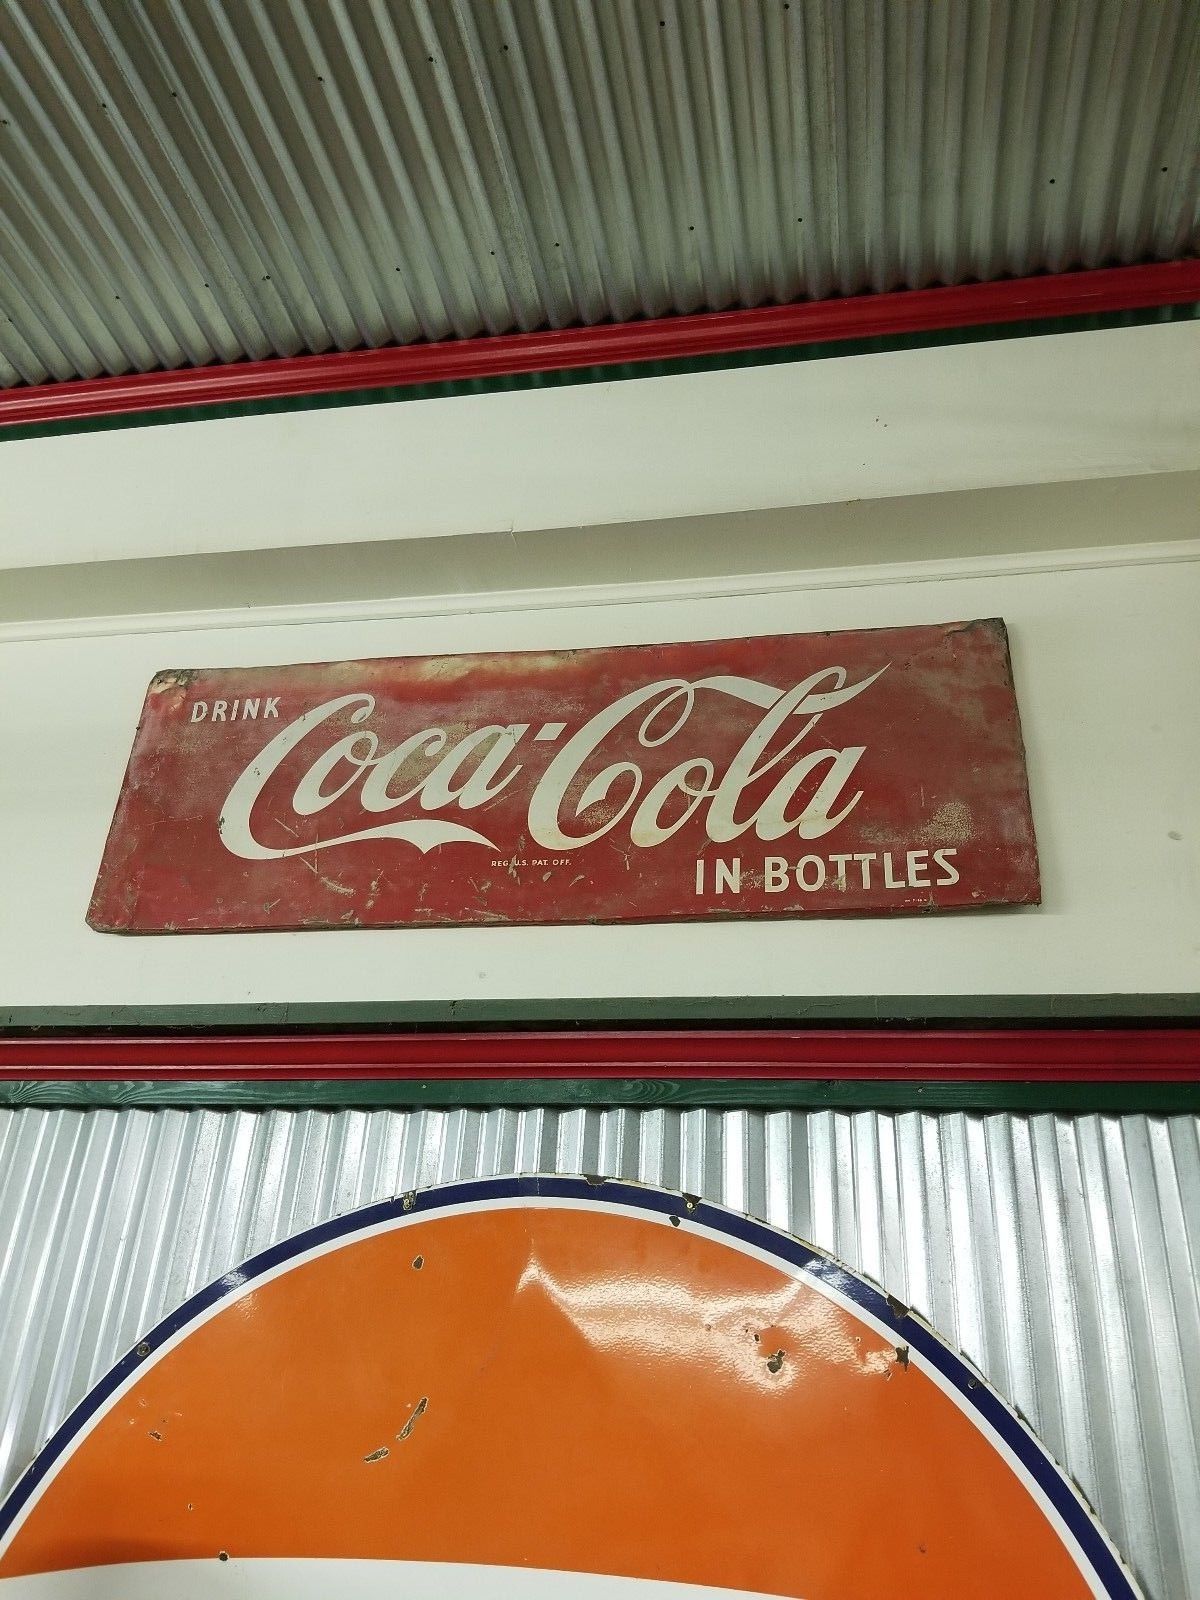 DRINK
Coca-Cola
REG. U.S. PAT. OFF.
IN BOTTLES